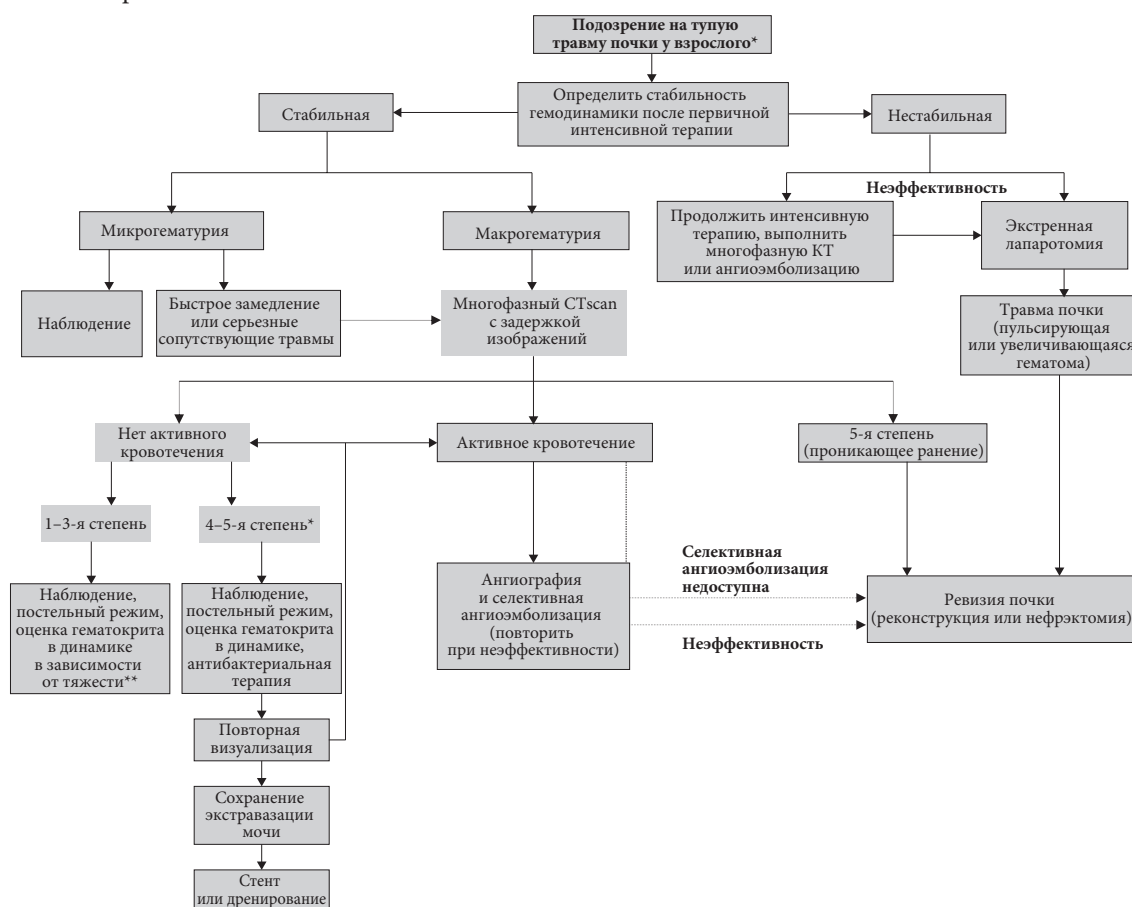 Подозрение на тупую
травму почки у взрослого*
Определить стабильность
гемодинамики после первичной
интенсивной терапии
Стабильная
Нестабильная
Неэффективность
Микрогематурия
Макрогематурия
Продолжить интенсивную
терапию, выполнить
многофазную КТ
или ангиоэмболизацию
Экстренная
лапаротомия
Наблюдение
Быстрое замедление
или серьезные
сопутствующие травмы
Многофазный CTscan
с задержкой
изображений
Травма почки
(пульсирующая
или увеличивающаяся
гематома)
Нет активного
кровотечения
Активное кровотечение
5-я степень
(проникающее ранение)
1–3-я степень
4–5-я степень*
Наблюдение,
постельный режим,
оценка гематокрита
в динамике
в зависимости
от тяжести**
Наблюдение,
постельный режим,
оценка гематокрита
в динамике,
антибактериальная
терапия
Ангиография
и селективная
ангиоэмболизация
(повторить
при неэффективности)
Селективная
ангиоэмболизация
недоступна
Неэффективность
Ревизия почки
(реконструкция или нефрэктомия)
Повторная
визуализация
Сохранение
экстравазации
мочи
Стент
или дренирование